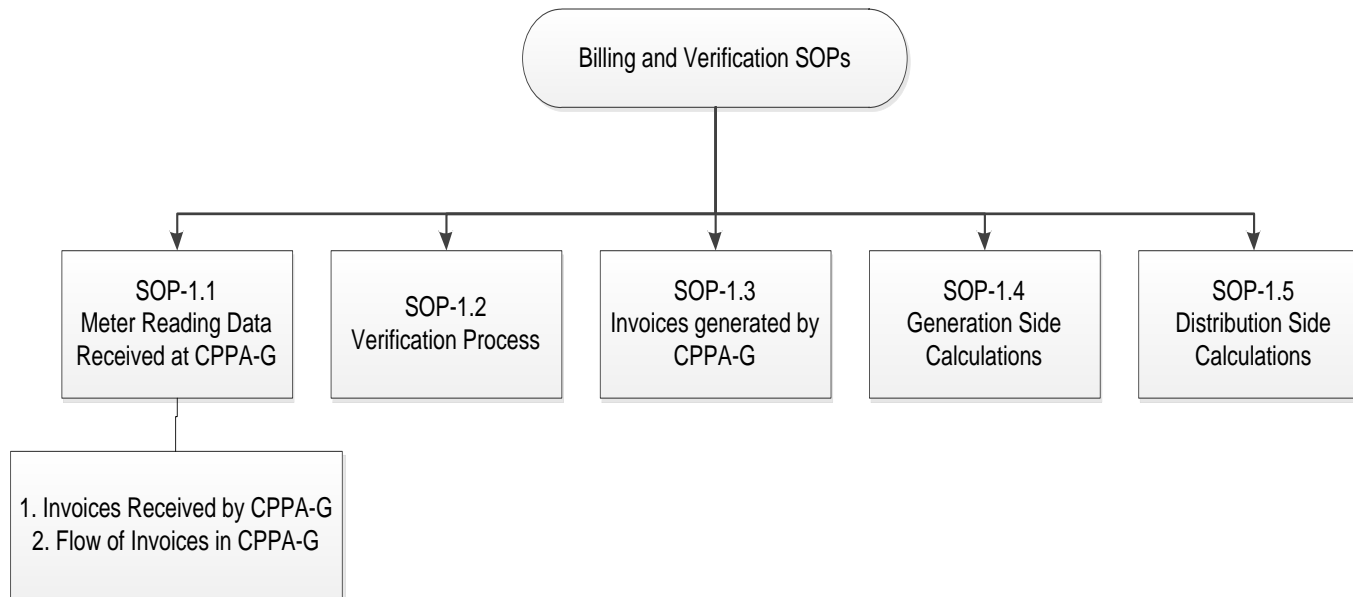 Billing and Verification SOPs
SOP-1.1
Meter Reading Data
Received at CPPA-G
SOP-1.2
Verification Process
SOP-1.3
Invoices generated by
CPPA-G
SOP-1.4
Generation Side
Calculations
SOP-1.5
Distribution Side
Calculations
1. Invoices Received by CPPA-G
2. Flow of Invoices in CPPA-G